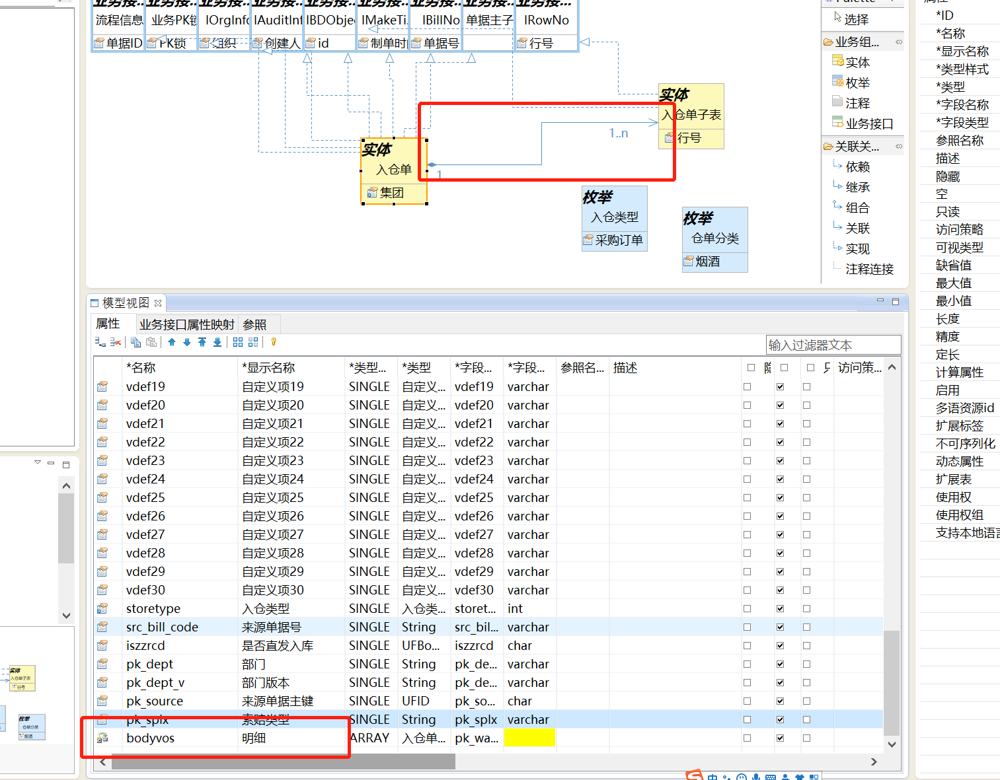 业务接...	业务接...	业务接...	业务接...	业务接...	业务接...	业务接...	业务接...	业务接...
流程信息	业务PK锁	IOrgInfo	IAuditInf	IBDObje	IMakeTi.	IBillNo	单据主子	IRowNo
单据ID	PK锁	组织	创建人	id	制单时	单据号	行号
实体
入仓单子表
行号
1..n
实体
入仓单
集团
1
枚举
入仓类型
采购订单
枚举
仓单分类
烟酒
Palette
选择
业务组...
实体
枚举
注释
业务接口
关联关...
依赖
继承
组合
关联
实现
注释连接
属性
*ID
*名称
*显示名称
*类型样式
*类型
*字段名称
*字段类型
参照名称
描述
隐藏
空
只读
访问策略
可视类型
缺省值
最大值
最小值
长度
精度
定长
计算属性
启用
多语资源id
扩展标签
不可序列化
动态属性
扩展表
使用权
使用权组
支持本地语言
模型视图
属性	业务接口属性映射	参照
输入过滤器文本
*名称	*显示名称	*类型...	*类型	*字段...	*字段...	参照名...	描述	隐	只	访问策...
vdef19	自定义项19	SINGLE	自定义...	vdef19	varchar
vdef20	自定义项20	SINGLE	自定义...	vdef20	varchar
vdef21	自定义项21	SINGLE	自定义...	vdef21	varchar
vdef22	自定义项22	SINGLE	自定义...	vdef22	varchar
vdef23	自定义项23	SINGLE	自定义...	vdef23	varchar
vdef24	自定义项24	SINGLE	自定义...	vdef24	varchar
vdef25	自定义项25	SINGLE	自定义...	vdef25	varchar
vdef26	自定义项26	SINGLE	自定义...	vdef26	varchar
vdef27	自定义项27	SINGLE	自定义...	vdef27	varchar
vdef28	自定义项28	SINGLE	自定义...	vdef28	varchar
vdef29	自定义项29	SINGLE	自定义...	vdef29	varchar
vdef30	自定义项30	SINGLE	自定义...	vdef30	varchar
storetype	入仓类型	SINGLE	入仓类...	storet...	int
src_bill_code	来源单据号	SINGLE	String	src_bil...	varchar
iszzrcd	是否直发入库	SINGLE	UFBo...	iszzrcd	char
pk_dept	部门	SINGLE	String	pk_de...	varchar
pk_dept_v	部门版本	SINGLE	String	pk_de...	varchar
pk_source	来源单据主键	SINGLE	UFID	pk_so...	char
pk_splx	索赔类型	SINGLE	String	pk_splx	varchar
bodyvos	明细	ARRAY	入仓单...	pk_wa...
实体
入仓单子表
行号
枚举
仓单分类
烟酒
中